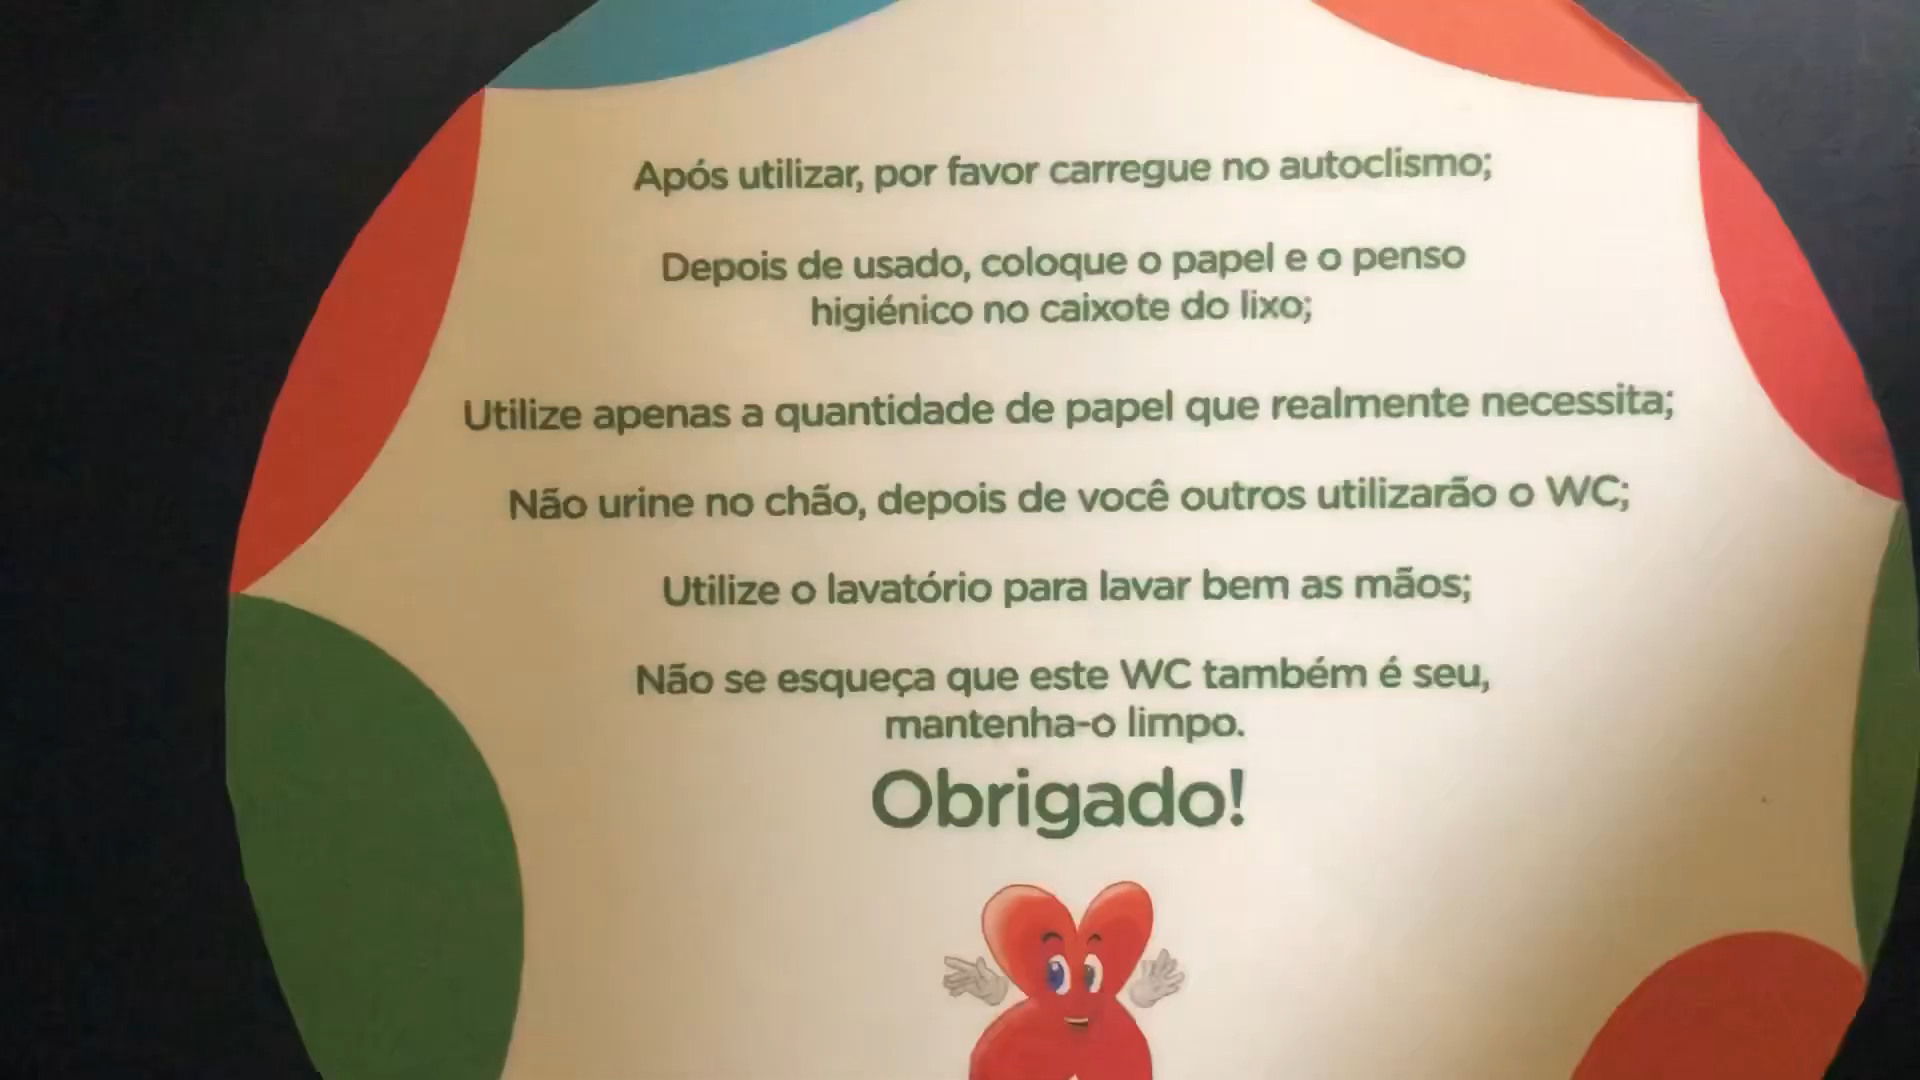 Após utilizar, por favor carregue no autoclismo;
Depois de usado, coloque o papel e o penso
higiénico no caixote do lixo;
Utilize apenas a quantidade de papel que realmente necessita;
Não urine no chão, depois de você outros utilizarão o WC;
Utilize o lavatório para lavar bem as mãos;
Não se esqueça que este WC também é seu,
mantenha-o limpo.
Obrigado!